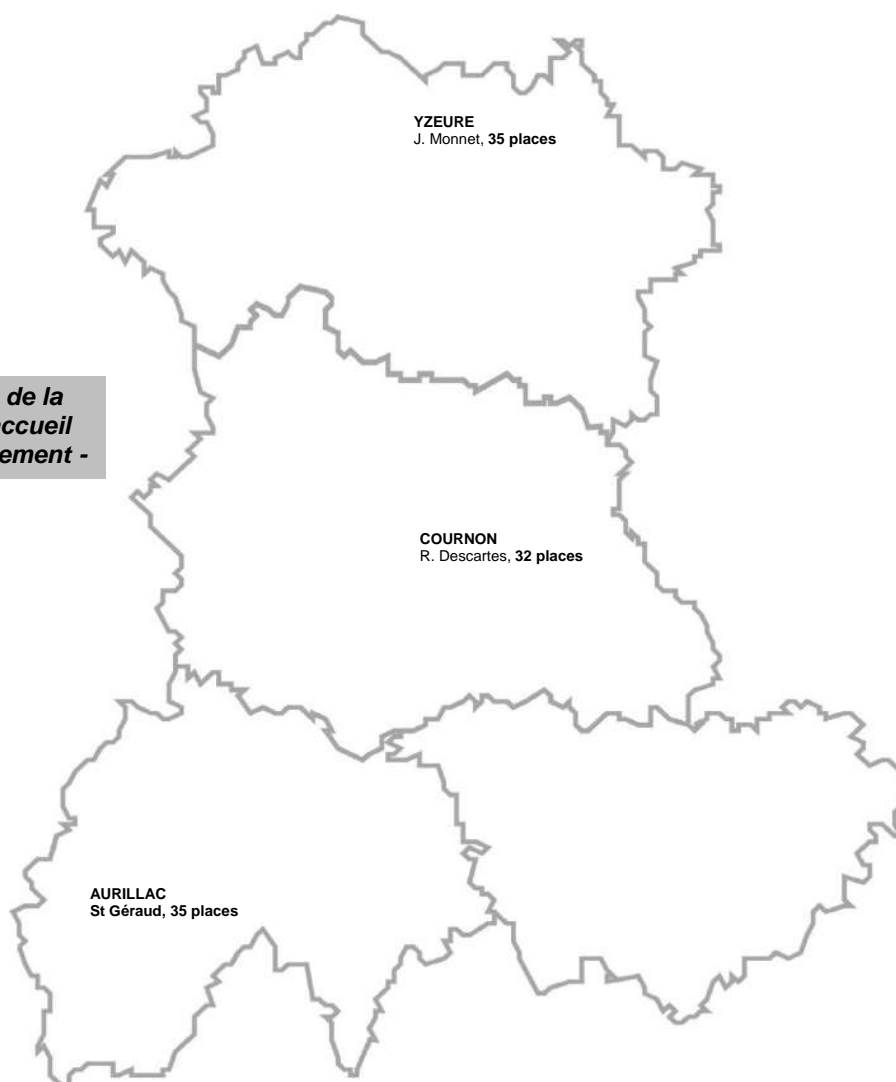 YZEURE
J. Monnet, 35 places
de la
ccueil
ement -
COURNON
R. Descartes, 32 places
AURILLAC
St Géraud, 35 places